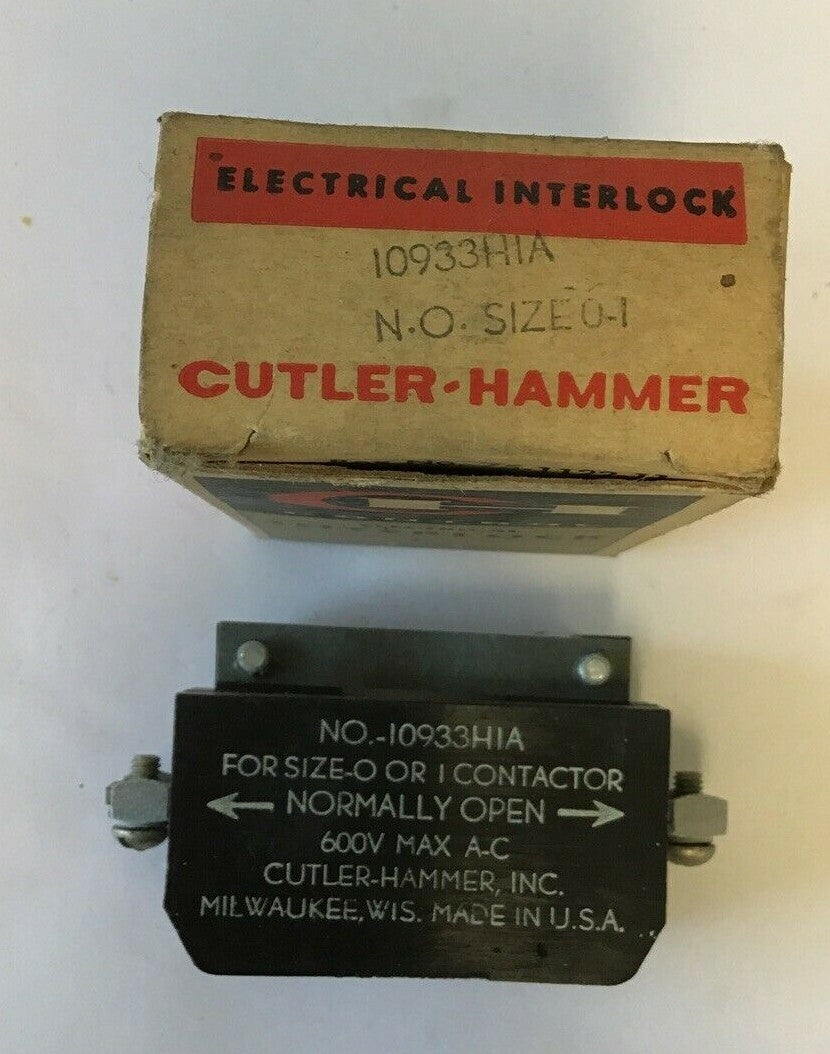 ELECTRICAL INTERLOCK
10933H1A
N.O. SIZE 0-1
CUTLER-HAMMER
NO.-10933H1A
FOR SIZE-0 OR 1 CONTACTOR
← NORMALLY OPEN →
600V MAX A-C
CUTLER-HAMMER, INC.
MILWAUKEE, WIS. MADE IN U.S.A.